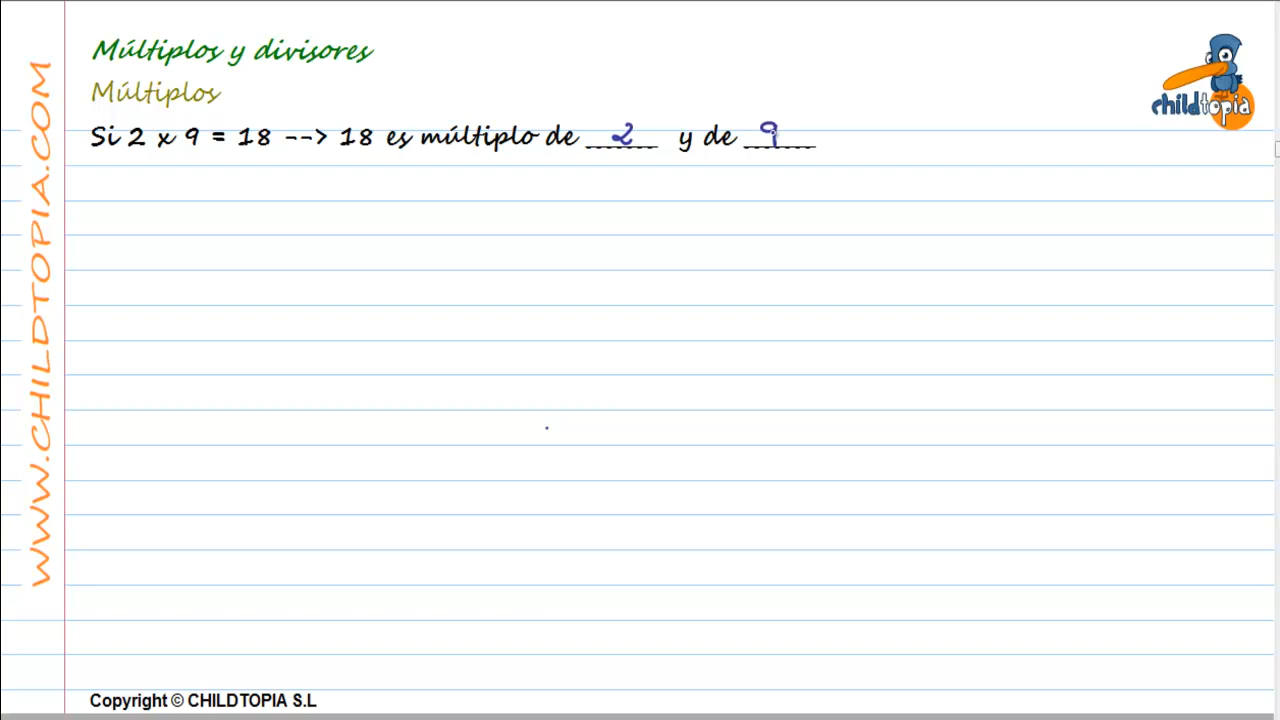 WWW.CHILDTOPIA.COM
Múltiplos y divisores
childtopia
Múltiplos
Si 2 x 9 = 18 --> 18 es múltiplo de 2 y de 9
Copyright © CHILDTOPIA S.L